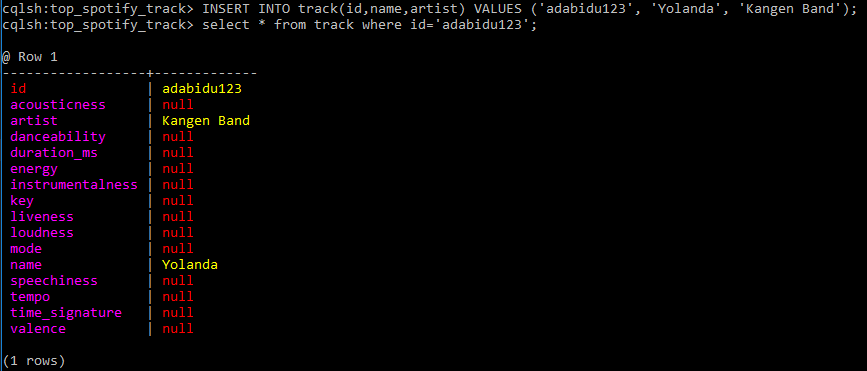 cqlsh:top_spotify_track> INSERT INTO track(id,name,artist) VALUES ('adabidu123', 'Yolanda', 'Kangen Band');
cqlsh:top_spotify_track> select * from track where id='adabidu123';
@ Row 1
------------------+-------------
 id               | adabidu123
 acousticness     | null
 artist           | Kangen Band
 danceability     | null
 duration_ms      | null
 energy           | null
 instrumentalness | null
 key              | null
 liveness         | null
 loudness         | null
 mode             | null
 name             | Yolanda
 speechiness      | null
 tempo            | null
 time_signature   | null
 valence          | null
(1 rows)